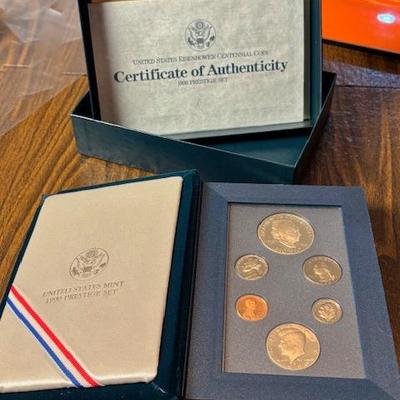 UNITED STATES EISENHOWER CENTENNIAL COIN
Certificate of Authenticity
1990 PRESTIGE SET
UNITED STATES MINT
1990 PRESTIGE SET